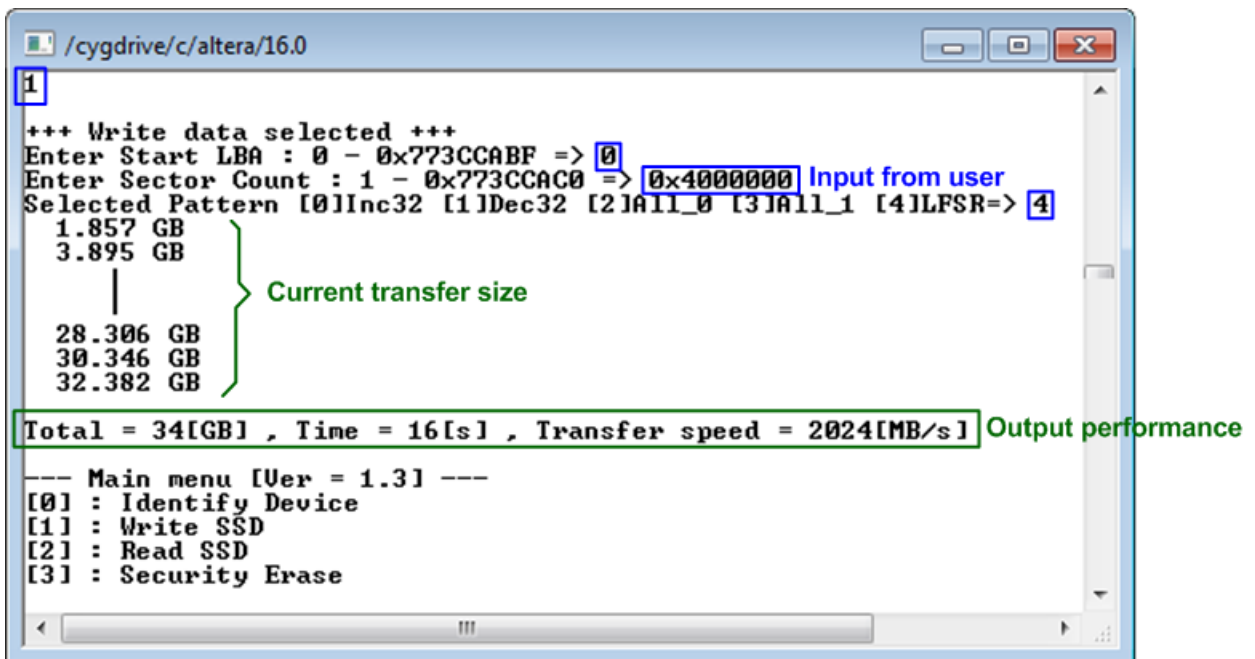 /cygdrive/c/altera/16.0
1
+++ Write data selected +++
Enter Start LBA : 0 - 0x773CCABF => 0
Enter Sector Count : 1 - 0x773CCAC0 => 0x4000000 Input from user
Selected Pattern [0]Inc32 [1]Dec32 [2]All_0 [3]All_1 [4]LFSR=> 4
1.857 GB
3.895 GB
Current transfer size
28.306 GB
30.346 GB
32.382 GB
Total = 34[GB] , Time = 16[s] , Transfer speed = 2024[MB/s] Output performance
--- Main menu [Ver = 1.3] ---
[0] : Identify Device
[1] : Write SSD
[2] : Read SSD
[3] : Security Erase